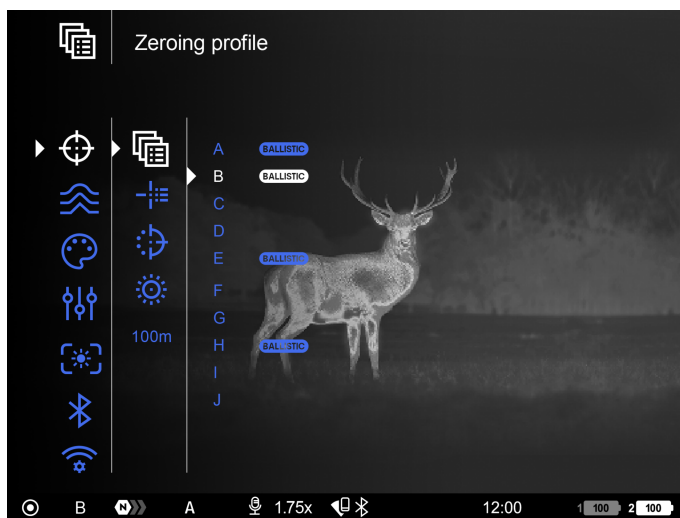 Zeroing profile
A BALLISTIC
B BALLISTIC
C
D
E BALLISTIC
F
G
H BALLISTIC
I
J
100m
B N A 1.75x 12:00 1 100 2 100